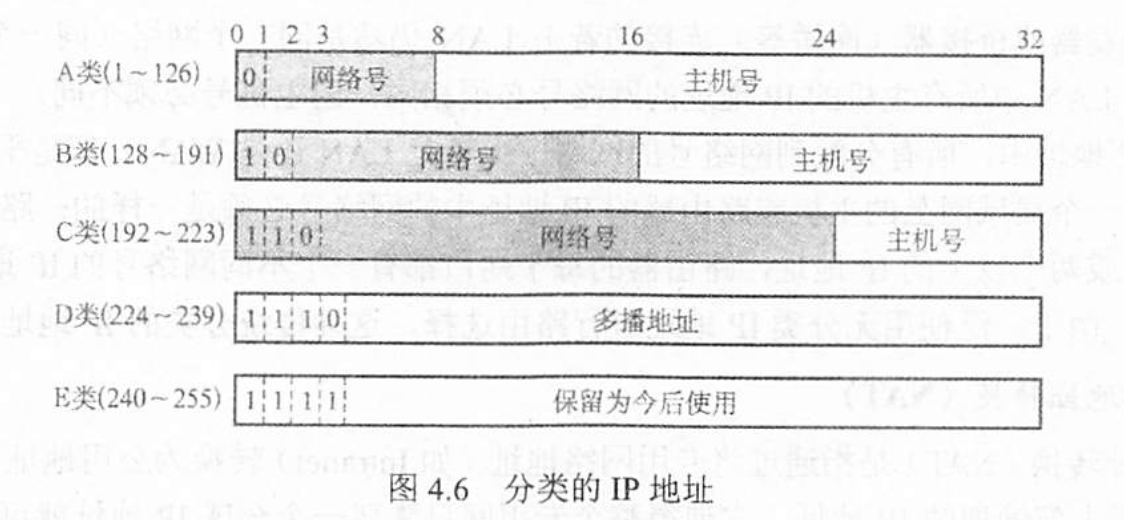 0 1 2 3 8 16 24 32
A类(1～126) 0 网络号 主机号
B类(128～191) 1 0 网络号 主机号
C类(192～223) 1 1 0 网络号 主机号
D类(224～239) 1 1 1 0 多播地址
E类(240～255) 1 1 1 1 保留为今后使用
图 4.6 分类的 IP 地址